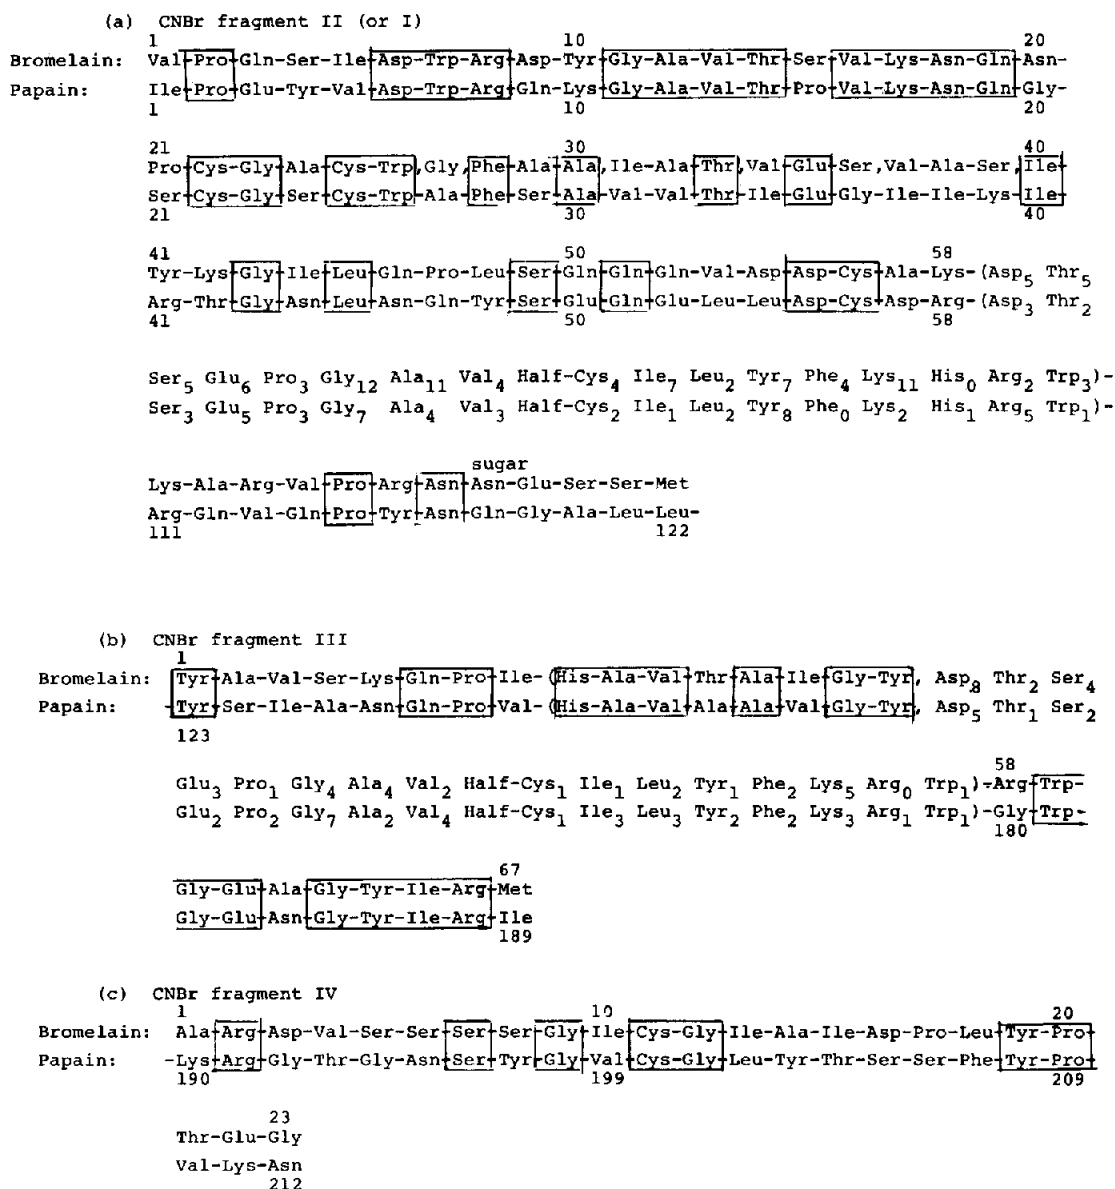 (a) CNBr fragment II (or I)
1 10 20
Bromelain: Val-Pro-Gln-Ser-Ile-Asp-Trp-Arg-Asp-Tyr-Gly-Ala-Val-Thr-Ser-Val-Lys-Asn-Gln-Asn-
Papain: Ile-Pro-Glu-Tyr-Val-Asp-Trp-Arg-Gln-Lys-Gly-Ala-Val-Thr-Pro-Val-Lys-Asn-Gln-Gly-
1 10 20
21 30 40
Pro-Cys-Gly-Ala-Cys-Trp,Gly,Phe-Ala-Ala,Ile-Ala-Thr,Val-Glu-Ser,Val-Ala-Ser,Ile-
Ser-Cys-Gly-Ser-Cys-Trp-Ala-Phe-Ser-Ala-Val-Val-Thr-Ile-Glu-Gly-Ile-Ile-Lys-Ile-
21 30 40
41 50 58
Tyr-Lys-Gly-Ile-Leu-Gln-Pro-Leu-Ser-Gln-Gln-Gln-Val-Asp-Asp-Cys-Ala-Lys-(Asp5 Thr5
Arg-Thr-Gly-Asn-Leu-Asn-Gln-Tyr-Ser-Glu-Gln-Glu-Leu-Leu-Asp-Cys-Asp-Arg-(Asp3 Thr2
41 50 58
Ser5 Glu6 Pro3 Gly12 Ala11 Val4 Half-Cys4 Ile7 Leu2 Tyr7 Phe4 Lys11 His0 Arg2 Trp3)-
Ser3 Glu5 Pro3 Gly7 Ala4 Val3 Half-Cys2 Ile1 Leu2 Tyr8 Phe0 Lys2 His1 Arg5 Trp1)-
sugar
Lys-Ala-Arg-Val-Pro-Arg-Asn-Asn-Glu-Ser-Ser-Met
Arg-Gln-Val-Gln-Pro-Tyr-Asn-Gln-Gly-Ala-Leu-Leu-
111 122
(b) CNBr fragment III
1
Bromelain: Tyr-Ala-Val-Ser-Lys-Gln-Pro-Ile-(His-Ala-Val-Thr-Ala-Ile-Gly-Tyr, Asp8 Thr2 Ser4
Papain: -Tyr-Ser-Ile-Ala-Asn-Gln-Pro-Val-(His-Ala-Val-Ala-Ala-Val-Gly-Tyr, Asp5 Thr1 Ser2
123
58
Glu3 Pro1 Gly4 Ala4 Val2 Half-Cys1 Ile1 Leu2 Tyr1 Phe2 Lys5 Arg0 Trp1)-Arg-Trp-
Glu2 Pro2 Gly7 Ala2 Val4 Half-Cys1 Ile3 Leu3 Tyr2 Phe2 Lys3 Arg1 Trp1)-Gly-Trp-
180
67
Gly-Glu-Ala-Gly-Tyr-Ile-Arg-Met
Gly-Glu-Asn-Gly-Tyr-Ile-Arg-Ile
189
(c) CNBr fragment IV
1 10 20
Bromelain: Ala-Arg-Asp-Val-Ser-Ser-Ser-Ser-Gly-Ile-Cys-Gly-Ile-Ala-Ile-Asp-Pro-Leu-Tyr-Pro-
Papain: -Lys-Arg-Gly-Thr-Gly-Asn-Ser-Tyr-Gly-Val-Cys-Gly-Leu-Tyr-Thr-Ser-Ser-Phe-Tyr-Pro-
190 199 209
23
Thr-Glu-Gly
Val-Lys-Asn
212